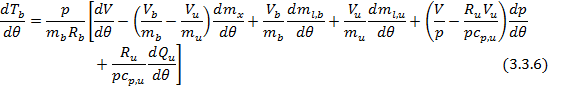 dT_b/dθ = p/(m_b R_b) [ dV/dθ − (V_b/m_b − V_u/m_u) dm_x/dθ + V_b/m_b dm_{l,b}/dθ + V_u/m_u dm_{l,u}/dθ + (V/p − R_u V_u/(p c_{p,u})) dp/dθ
+ R_u/(p c_{p,u}) dQ_u/dθ ] (3.3.6)